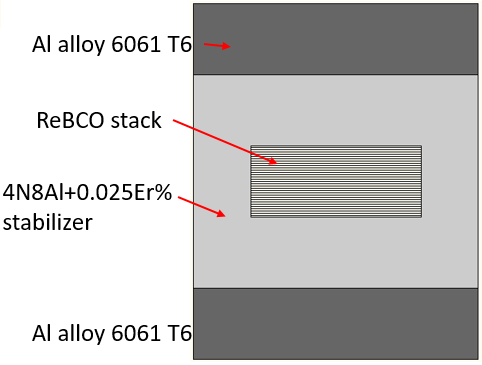 Al alloy 6061 T6
ReBCO stack
4N8Al+0.025Er%
stabilizer
Al alloy 6061 T6